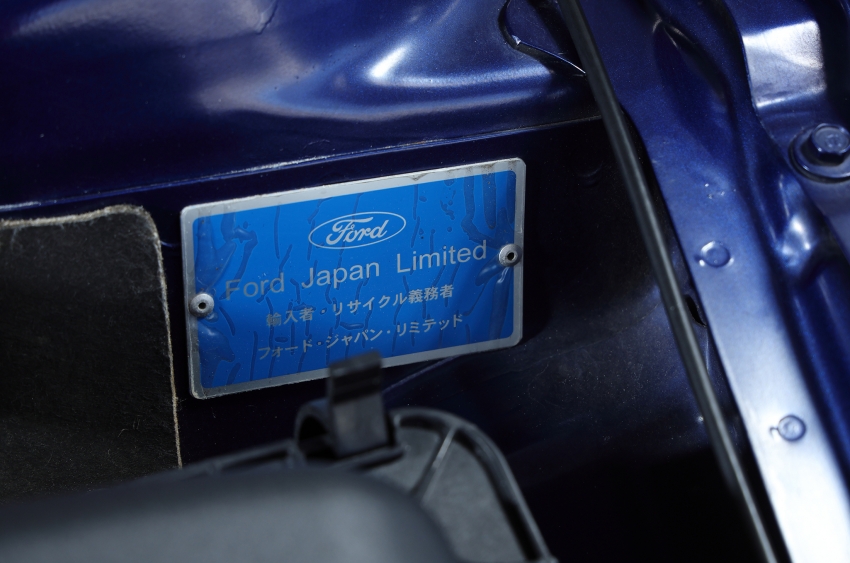 Ford
Ford Japan Limited
輸入者・リサイクル義務者
フォード・ジャパン・リミテッド